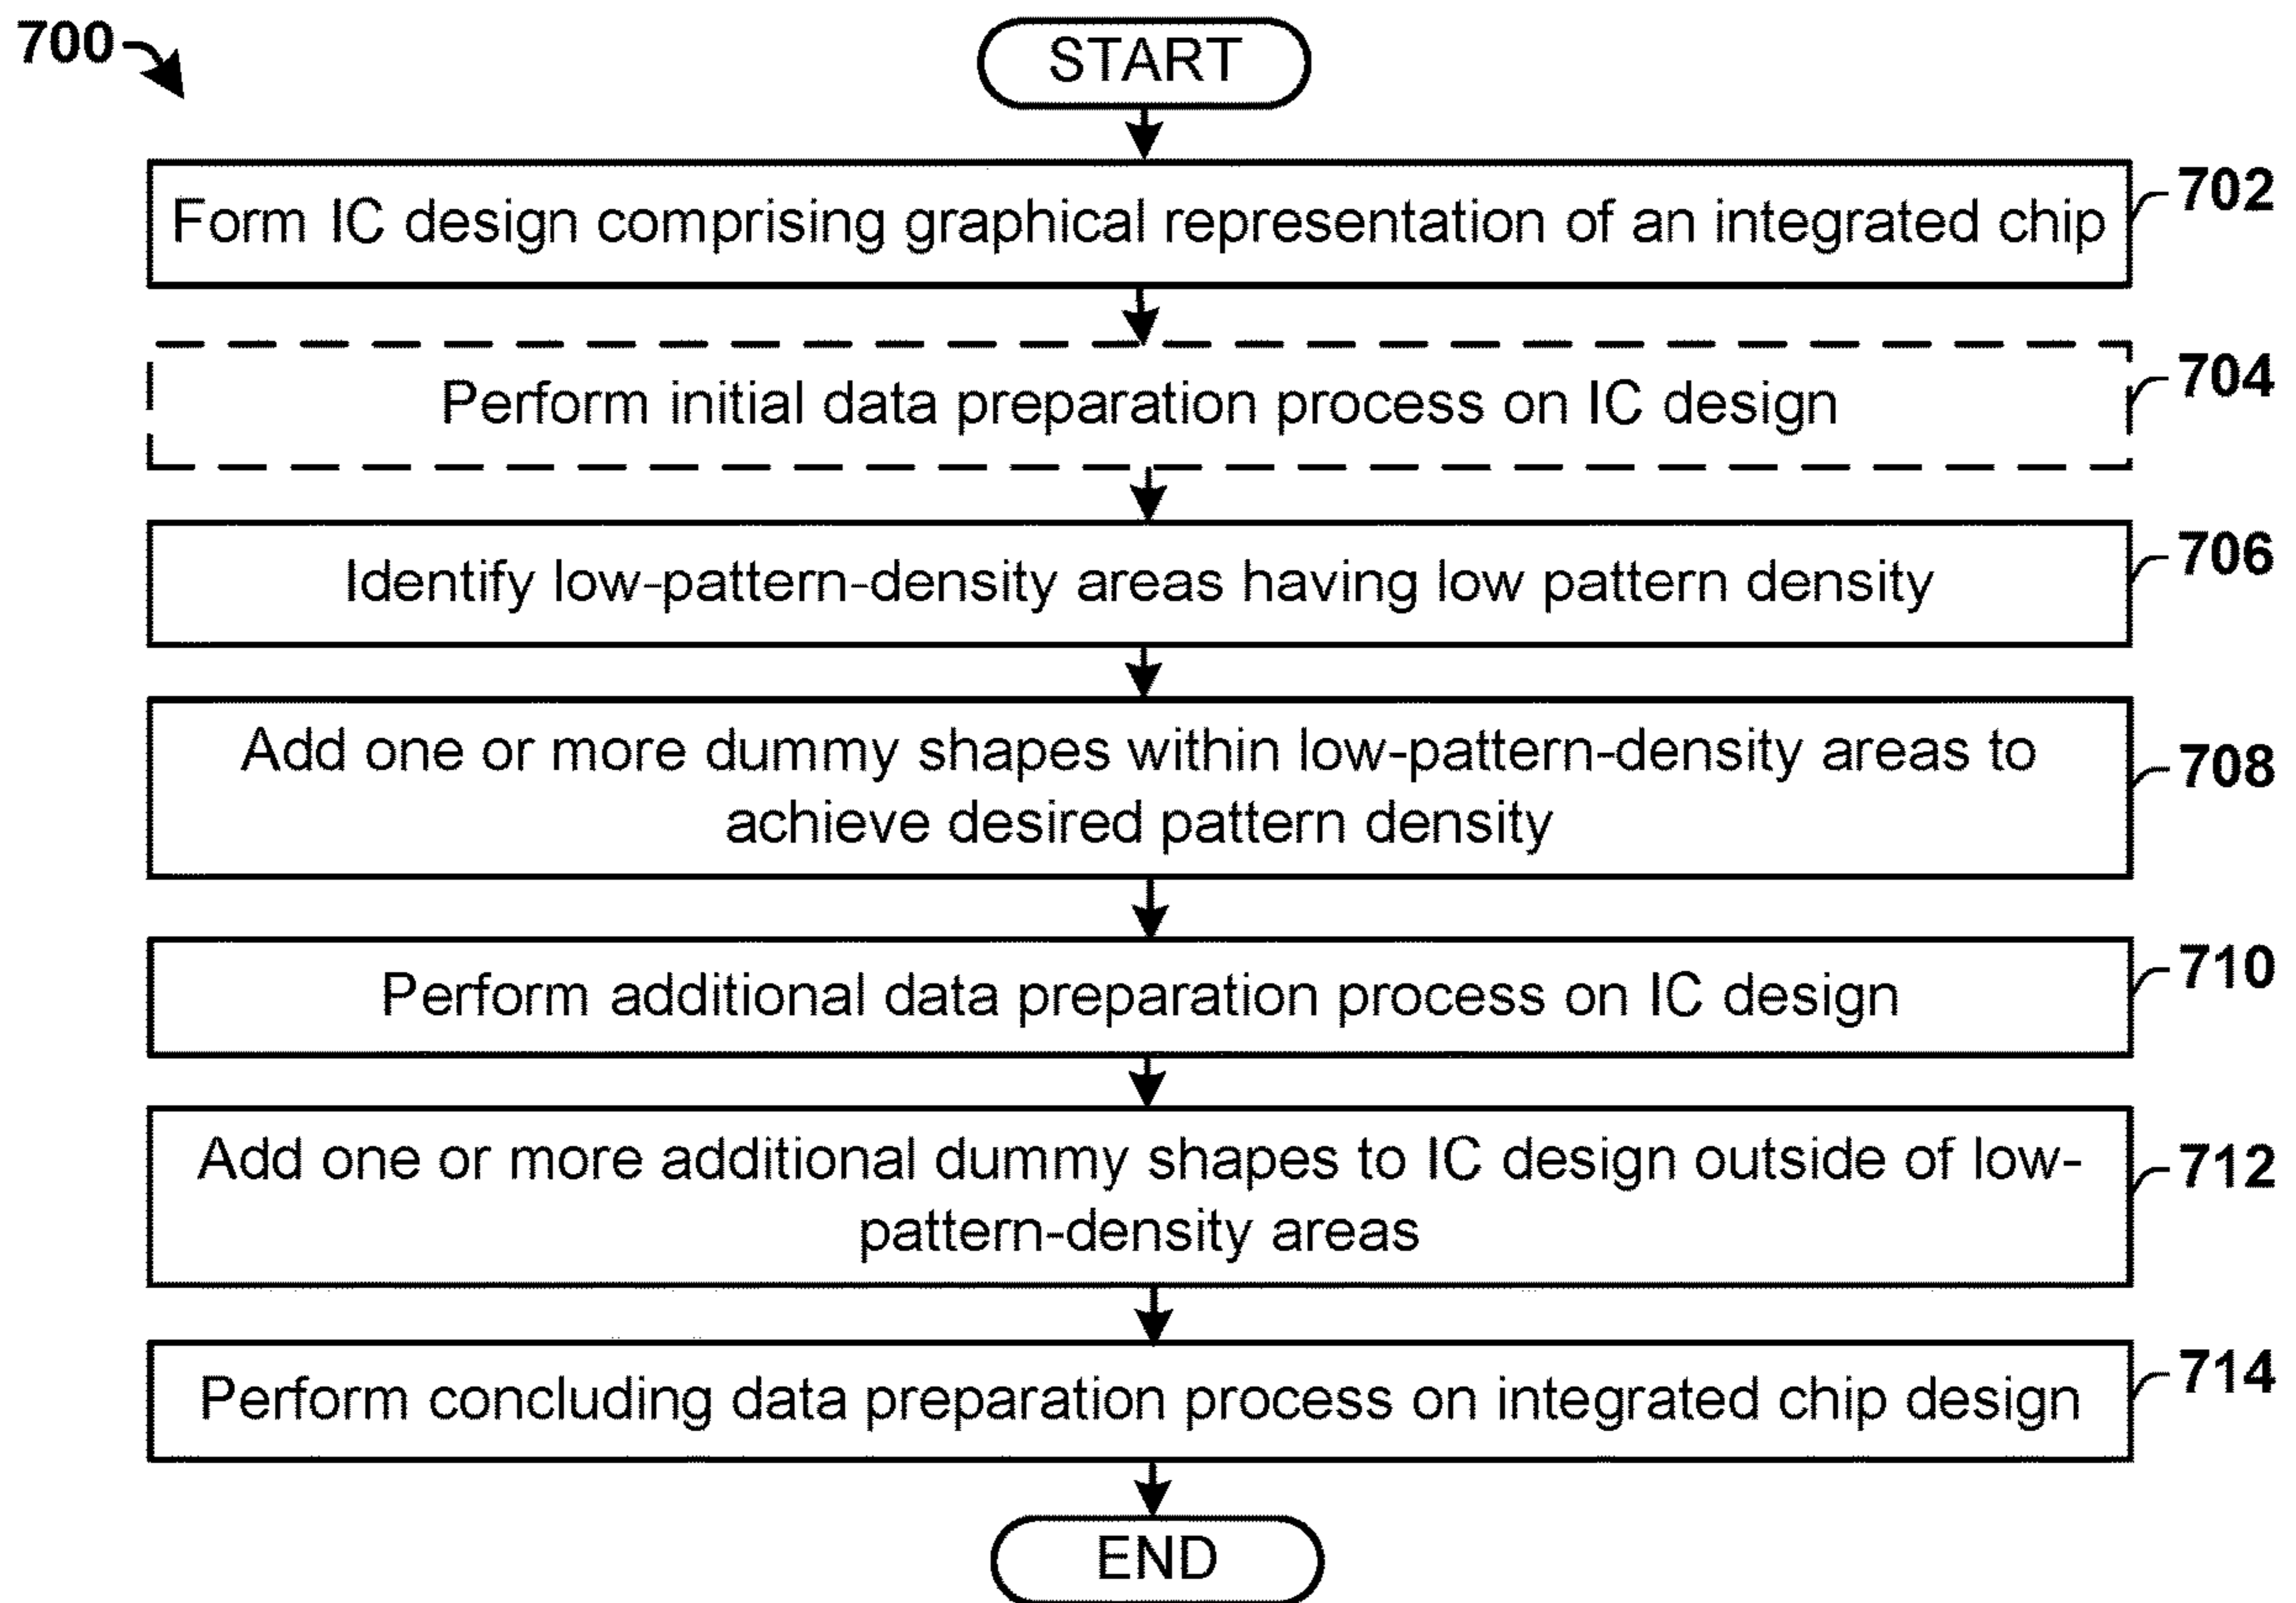 700
START
Form IC design comprising graphical representation of an integrated chip
702
Perform initial data preparation process on IC design
704
Identify low-pattern-density areas having low pattern density
706
Add one or more dummy shapes within low-pattern-density areas to
achieve desired pattern density
708
Perform additional data preparation process on IC design
710
Add one or more additional dummy shapes to IC design outside of low-
pattern-density areas
712
Perform concluding data preparation process on integrated chip design
714
END